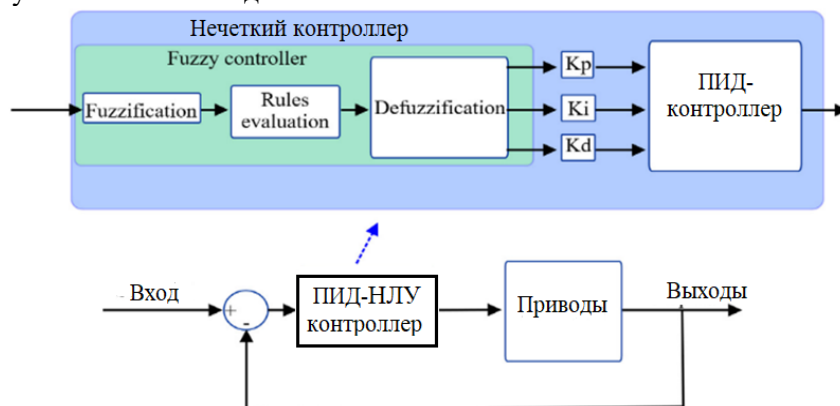 Нечеткий контроллер
Fuzzy controller
Fuzzification
Rules
evaluation
Defuzzification
Kp
Ki
Kd
ПИД-
контроллер
Вход
+
-
ПИД-НЛУ
контроллер
Приводы
Выходы